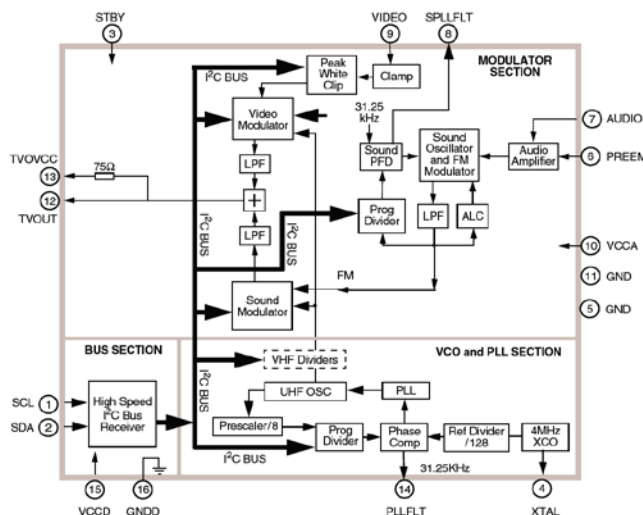 STBY
3
VIDEO
9
SPLLFLT
8
I²C BUS
Peak
White
Clip
Clamp
MODULATOR
SECTION
31.25
kHz
Video
Modulator
7
AUDIO
Sound
PFD
Sound
Oscillator
and FM
Modulator
Audio
Amplifier
6
PREEM
TVOVCC
13
75Ω
LPF
12
TVOUT
+
I²C BUS
I²C BUS
Prog
Divider
LPF
ALC
LPF
10
VCCA
11
GND
FM
Sound
Modulator
5
GND
BUS SECTION
VCO and PLL SECTION
I²C BUS
VHF Dividers
SCL
1
SDA
2
High Speed
I²C Bus
Receiver
UHF OSC
PLL
Prescaler/8
Prog
Divider
Phase
Comp
Ref Divider
/128
4MHz
XCO
I²C BUS
31.25KHz
15
VCCD
16
GNDD
14
PLLFLT
4
XTAL